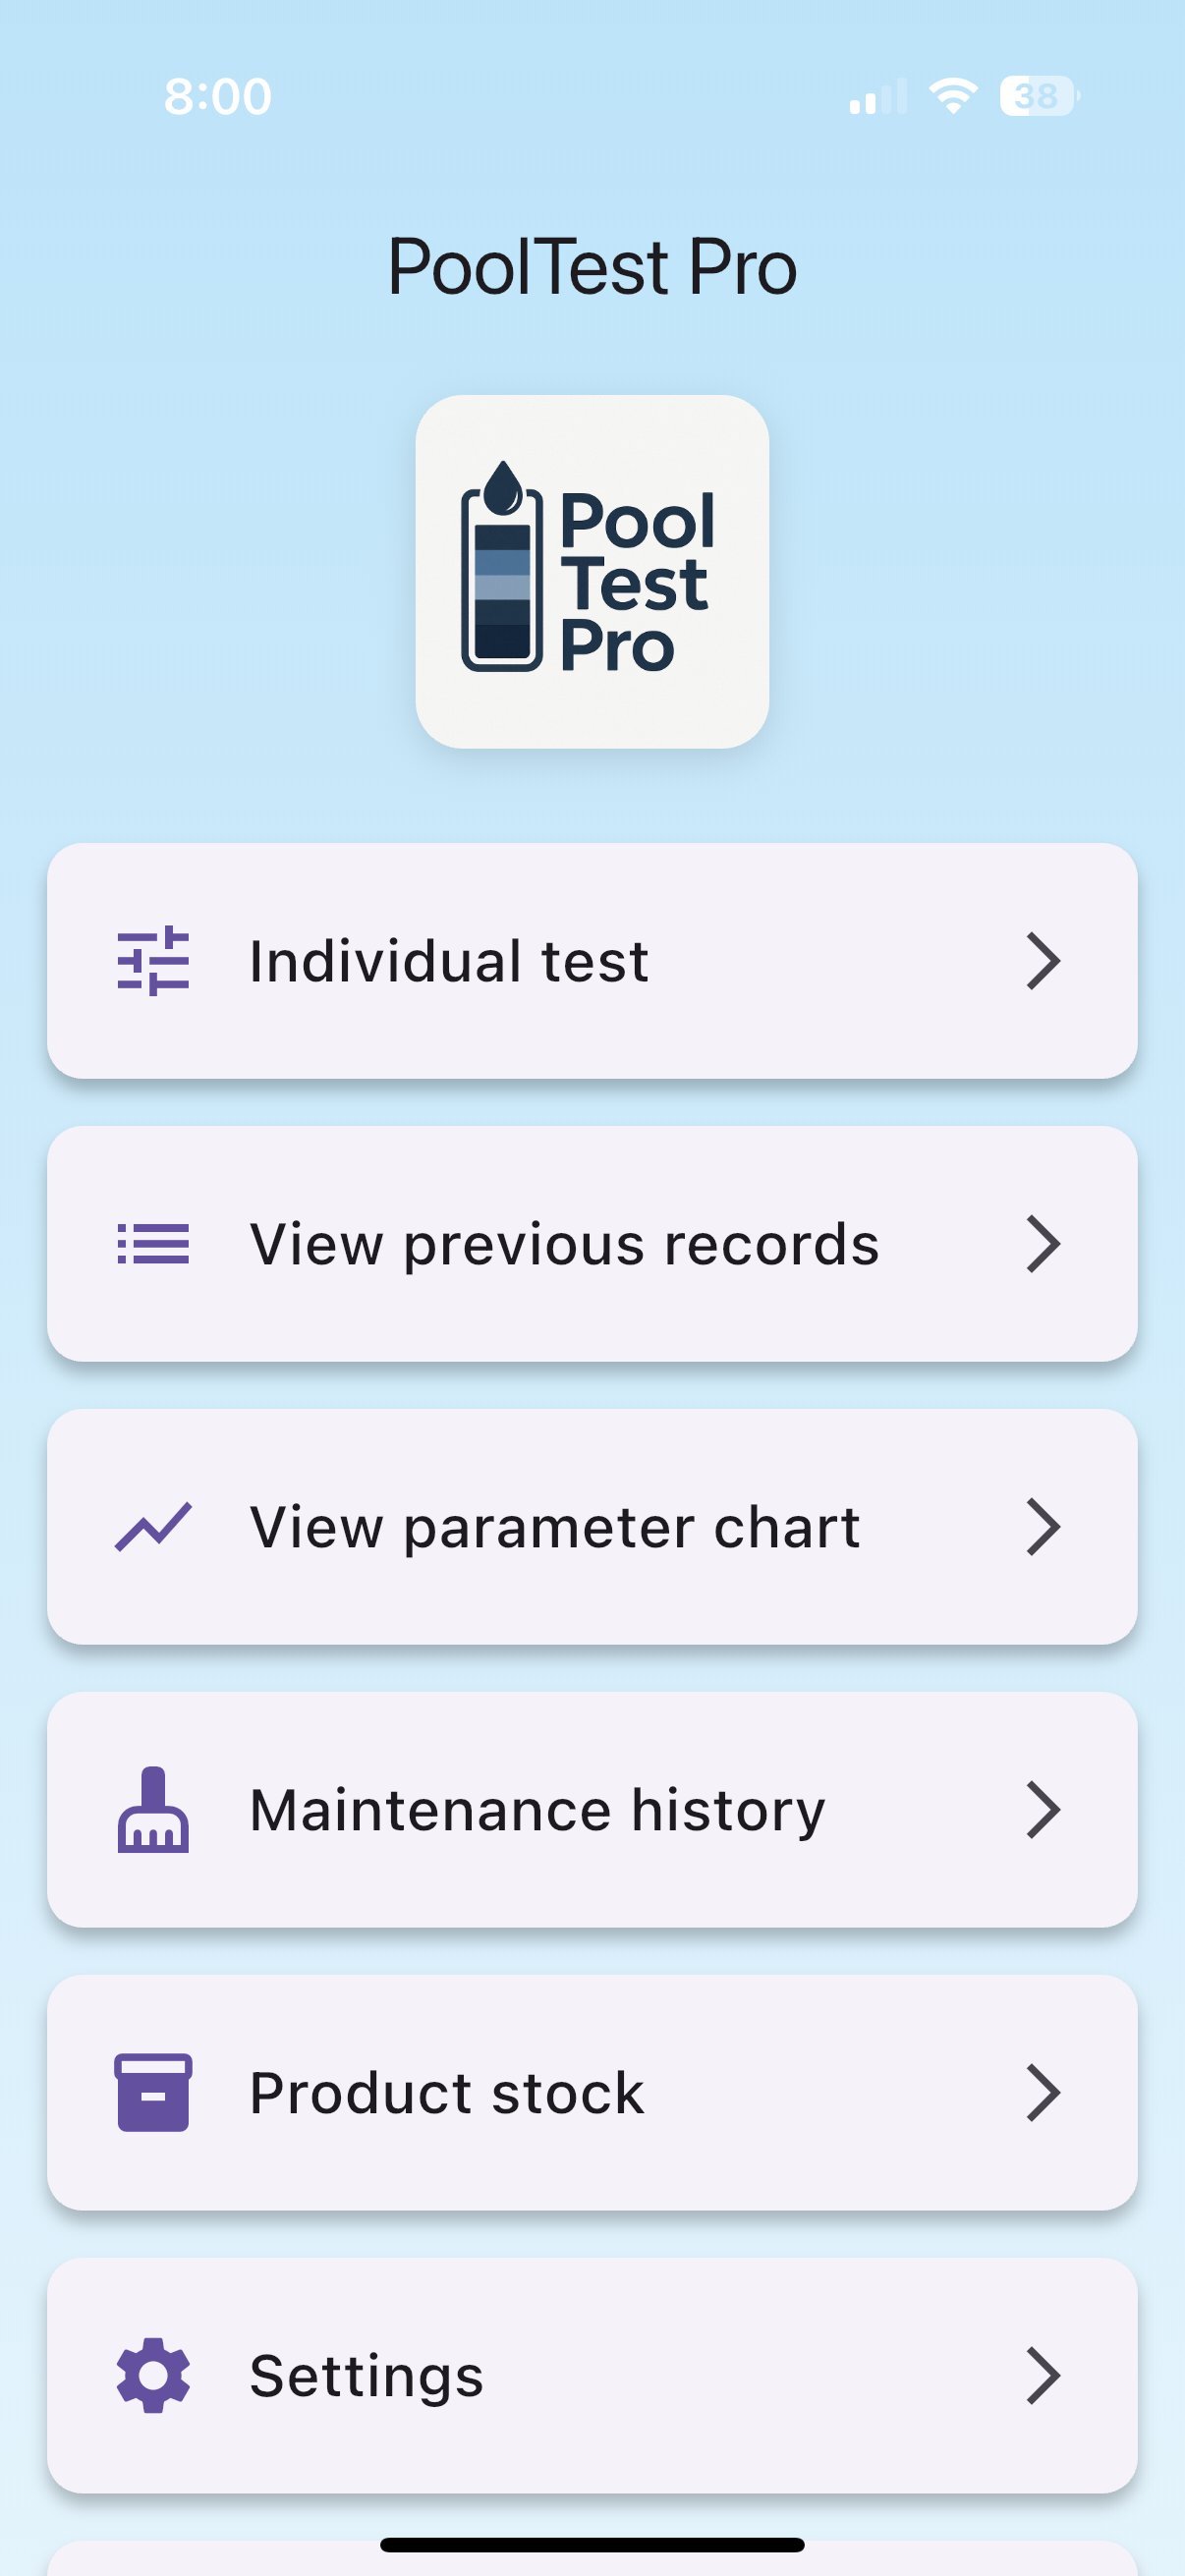 8:00
38
PoolTest Pro
Pool
Test
Pro
Individual test
View previous records
View parameter chart
Maintenance history
Product stock
Settings